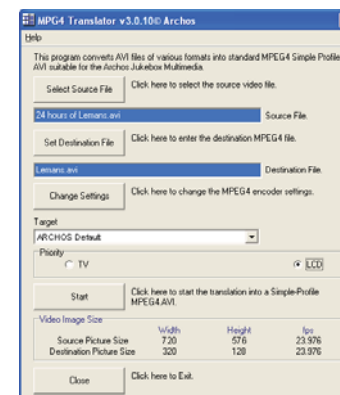 MPG4 Translator v3.0.10© Archos
Help
This program converts AVI files of various formats into standard MPEG4 Simple Profile
AVI suitable for the Archos Jukebox Multimedia.
Select Source File
Click here to select the source video file.
24 hours of Lemans.avi
Source File.
Set Destination File
Click here to enter the destination MPEG4 file.
Lemans.avi
Destination File.
Change Settings
Click here to change the MPEG4 encoder settings.
Target
ARCHOS Default
Priority
TV
LCD
Start
Click here to start the translation into a Simple-Profile
MPEG4.AVI.
Video Image Size
Width Height fps
Source Picture Size 720 576 23.976
Destination Picture Size 320 128 23.976
Close
Click here to Exit.